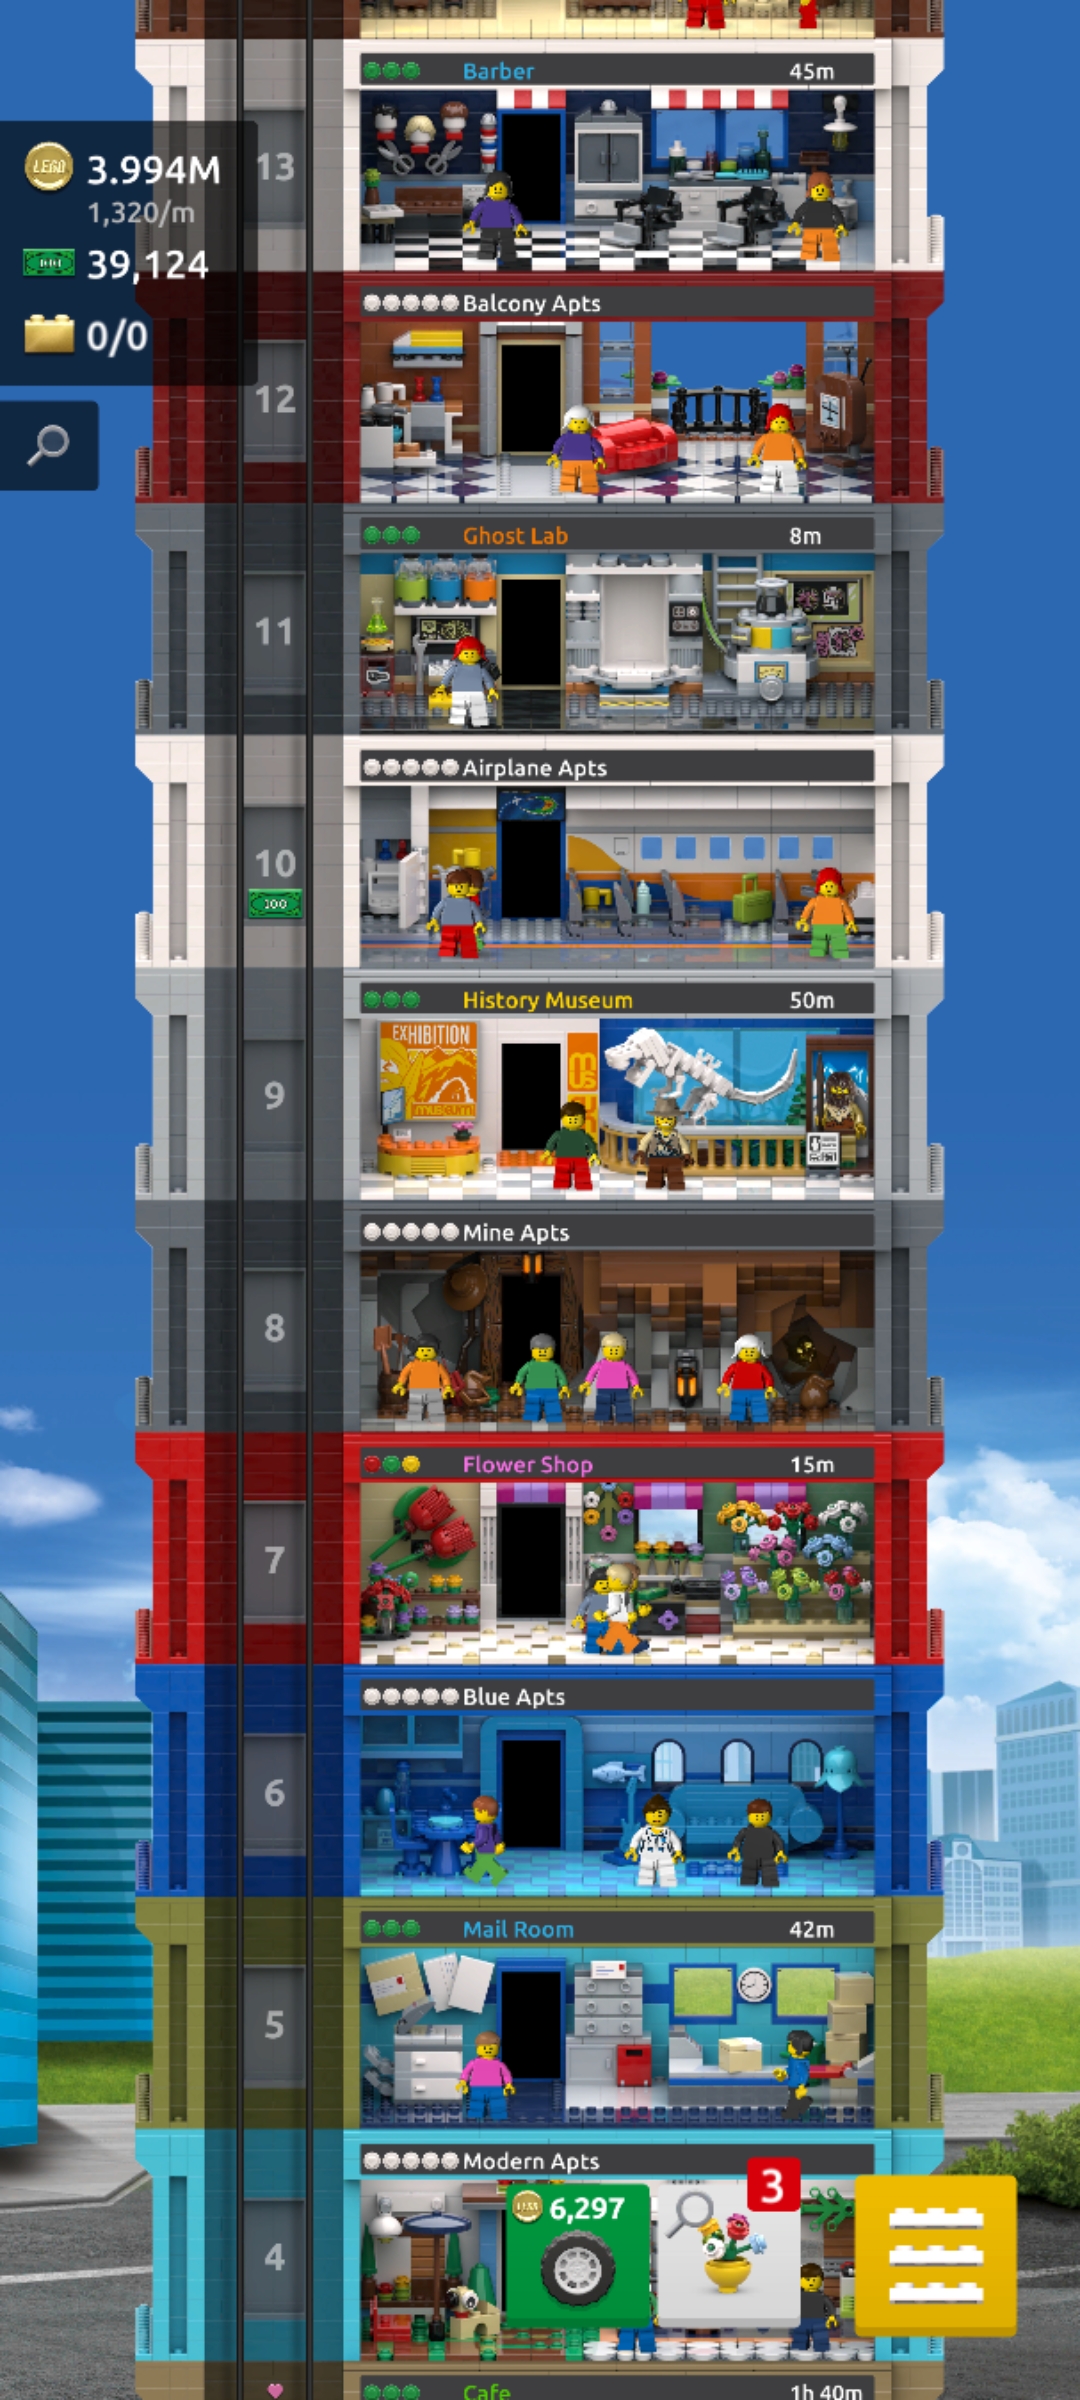 Barber 45m
13
LEGO 3.994M
1,320/m
39,124
0/0
Balcony Apts
12
Ghost Lab 8m
11
Airplane Apts
10
100
History Museum 50m
EXHIBITION
museum
9
Mine Apts
8
Flower Shop 15m
7
Blue Apts
6
Mail Room 42m
5
Modern Apts
3
6,297
4
Cafe 1h 40m